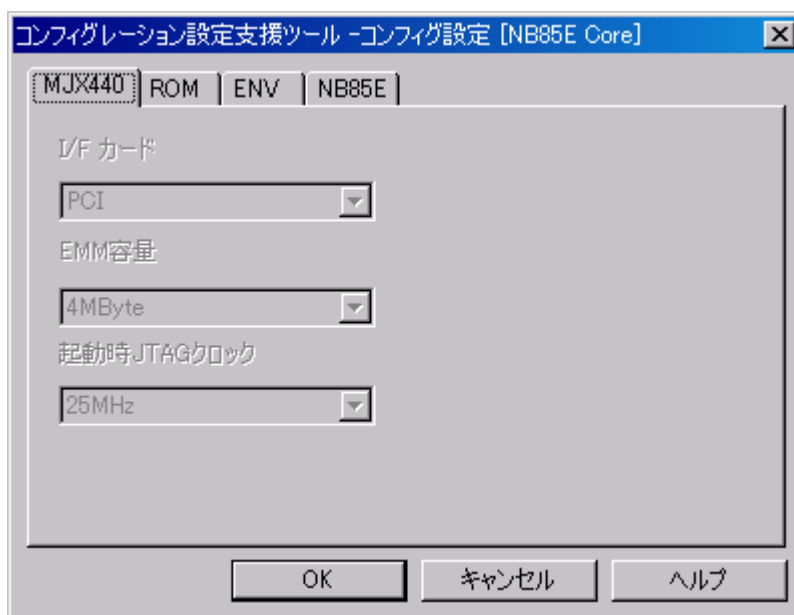 コンフィグレーション設定支援ツール -コンフィグ設定 [NB85E Core]
MJX440 ROM ENV NB85E
I/F カード
PCI
EMM容量
4MByte
起動時JTAGクロック
25MHz
OK キャンセル ヘルプ